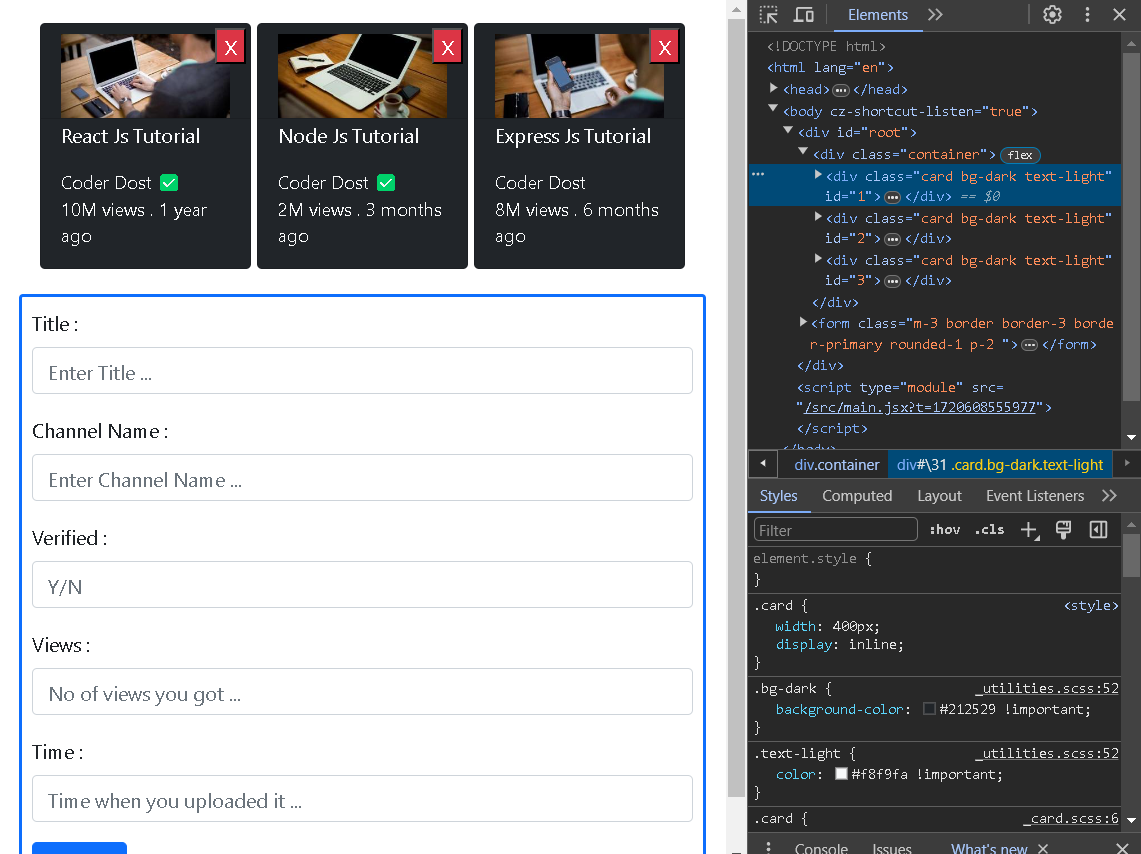 X
X
X
React Js Tutorial
Node Js Tutorial
Express Js Tutorial
Coder Dost ✅
10M views . 1 year
ago
Coder Dost ✅
2M views . 3 months
ago
Coder Dost
8M views . 6 months
ago
Title :
Enter Title ...
Channel Name :
Enter Channel Name ...
Verified :
Y/N
Views :
No of views you got ...
Time :
Time when you uploaded it ...
Elements
<!DOCTYPE html>
<html lang="en">
<head>…</head>
<body cz-shortcut-listen="true">
<div id="root">
<div class="container"> flex
<div class="card bg-dark text-light"
id="1">…</div> == $0
<div class="card bg-dark text-light"
id="2">…</div>
<div class="card bg-dark text-light"
id="3">…</div>
</div>
<form class="m-3 border border-3 borde
r-primary rounded-1 p-2 ">…</form>
</div>
<script type="module" src=
"/src/main.jsx?t=1720608555977">
</script>
</body>
div.container div#\31 .card.bg-dark.text-light
Styles Computed Layout Event Listeners
Filter :hov .cls
element.style {
}
.card { <style>
width: 400px;
display: inline;
}
.bg-dark { _utilities.scss:52
background-color: #212529 !important;
}
.text-light { _utilities.scss:52
color: #f8f9fa !important;
}
.card { _card.scss:6
Console Issues What's new